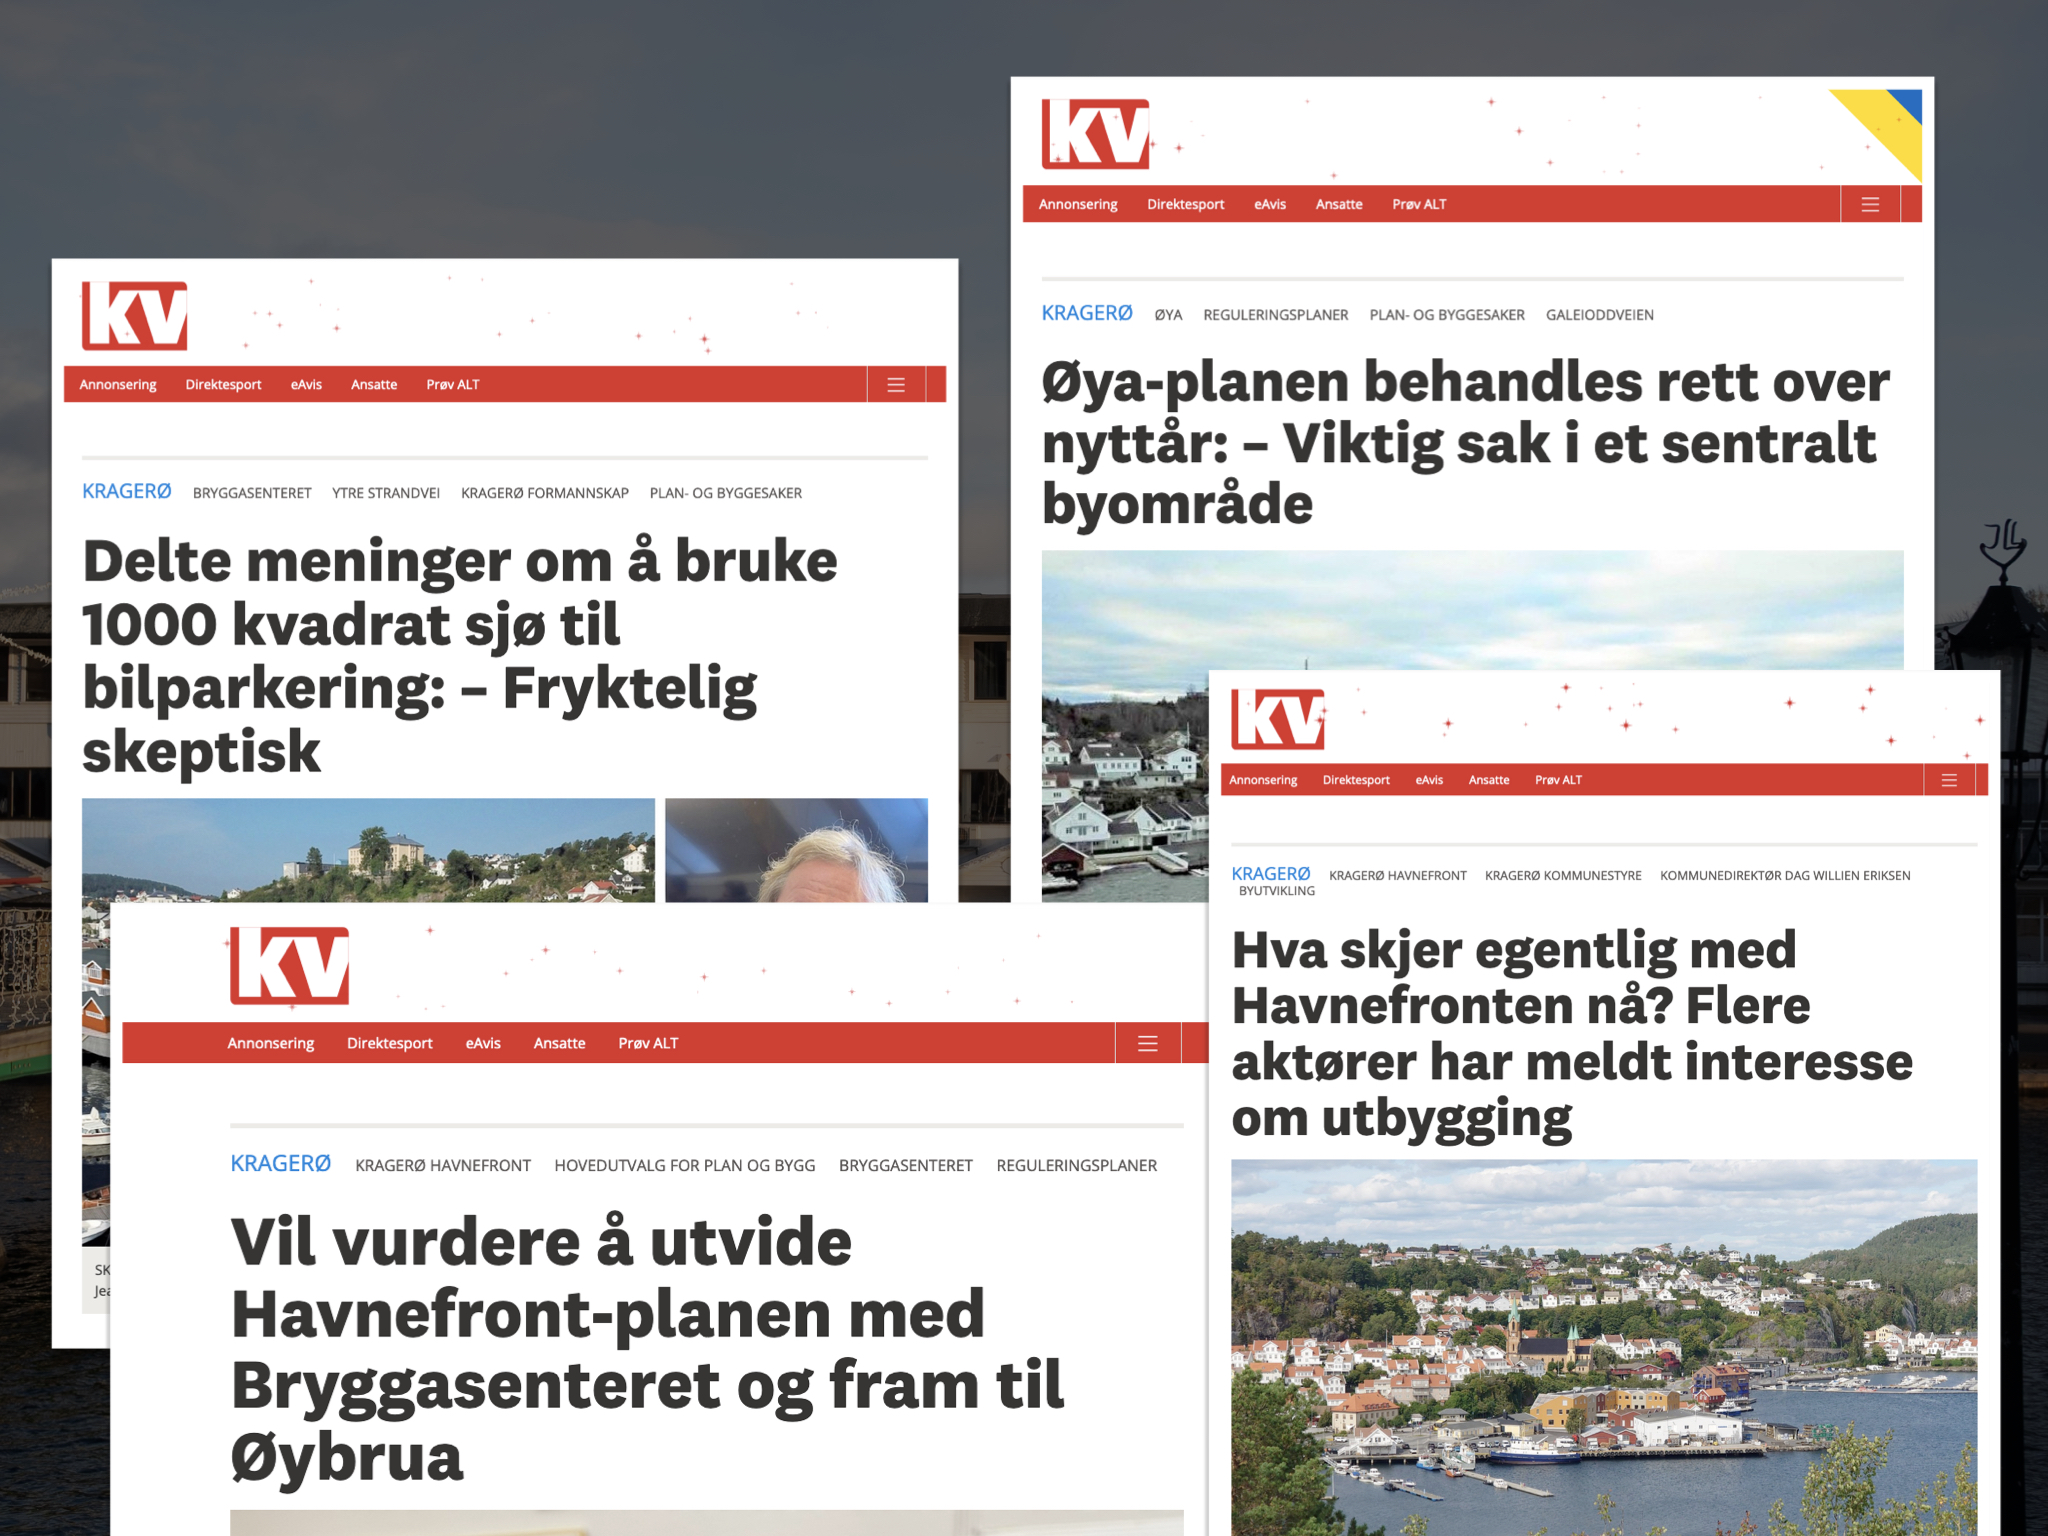 KV
Annonsering Direktesport eAvis Ansatte Prøv ALT
KRAGERØ BRYGGASENTERET YTRE STRANDVEI KRAGERØ FORMANNSKAP PLAN- OG BYGGESAKER
Delte meninger om å bruke
1000 kvadrat sjø til
bilparkering: – Fryktelig
skeptisk
KV
Annonsering Direktesport eAvis Ansatte Prøv ALT
KRAGERØ ØYA REGULERINGSPLANER PLAN- OG BYGGESAKER GALEIODDVEIEN
Øya-planen behandles rett over
nyttår: – Viktig sak i et sentralt
byområde
KV
Annonsering Direktesport eAvis Ansatte Prøv ALT
KRAGERØ KRAGERØ HAVNEFRONT HOVEDUTVALG FOR PLAN OG BYGG BRYGGASENTERET REGULERINGSPLANER
Vil vurdere å utvide
Havnefront-planen med
Bryggasenteret og fram til
Øybrua
KV
Annonsering Direktesport eAvis Ansatte Prøv ALT
KRAGERØ KRAGERØ HAVNEFRONT KRAGERØ KOMMUNESTYRE KOMMUNEDIREKTØR DAG WILLIEN ERIKSEN
BYUTVIKLING
Hva skjer egentlig med
Havnefronten nå? Flere
aktører har meldt interesse
om utbygging